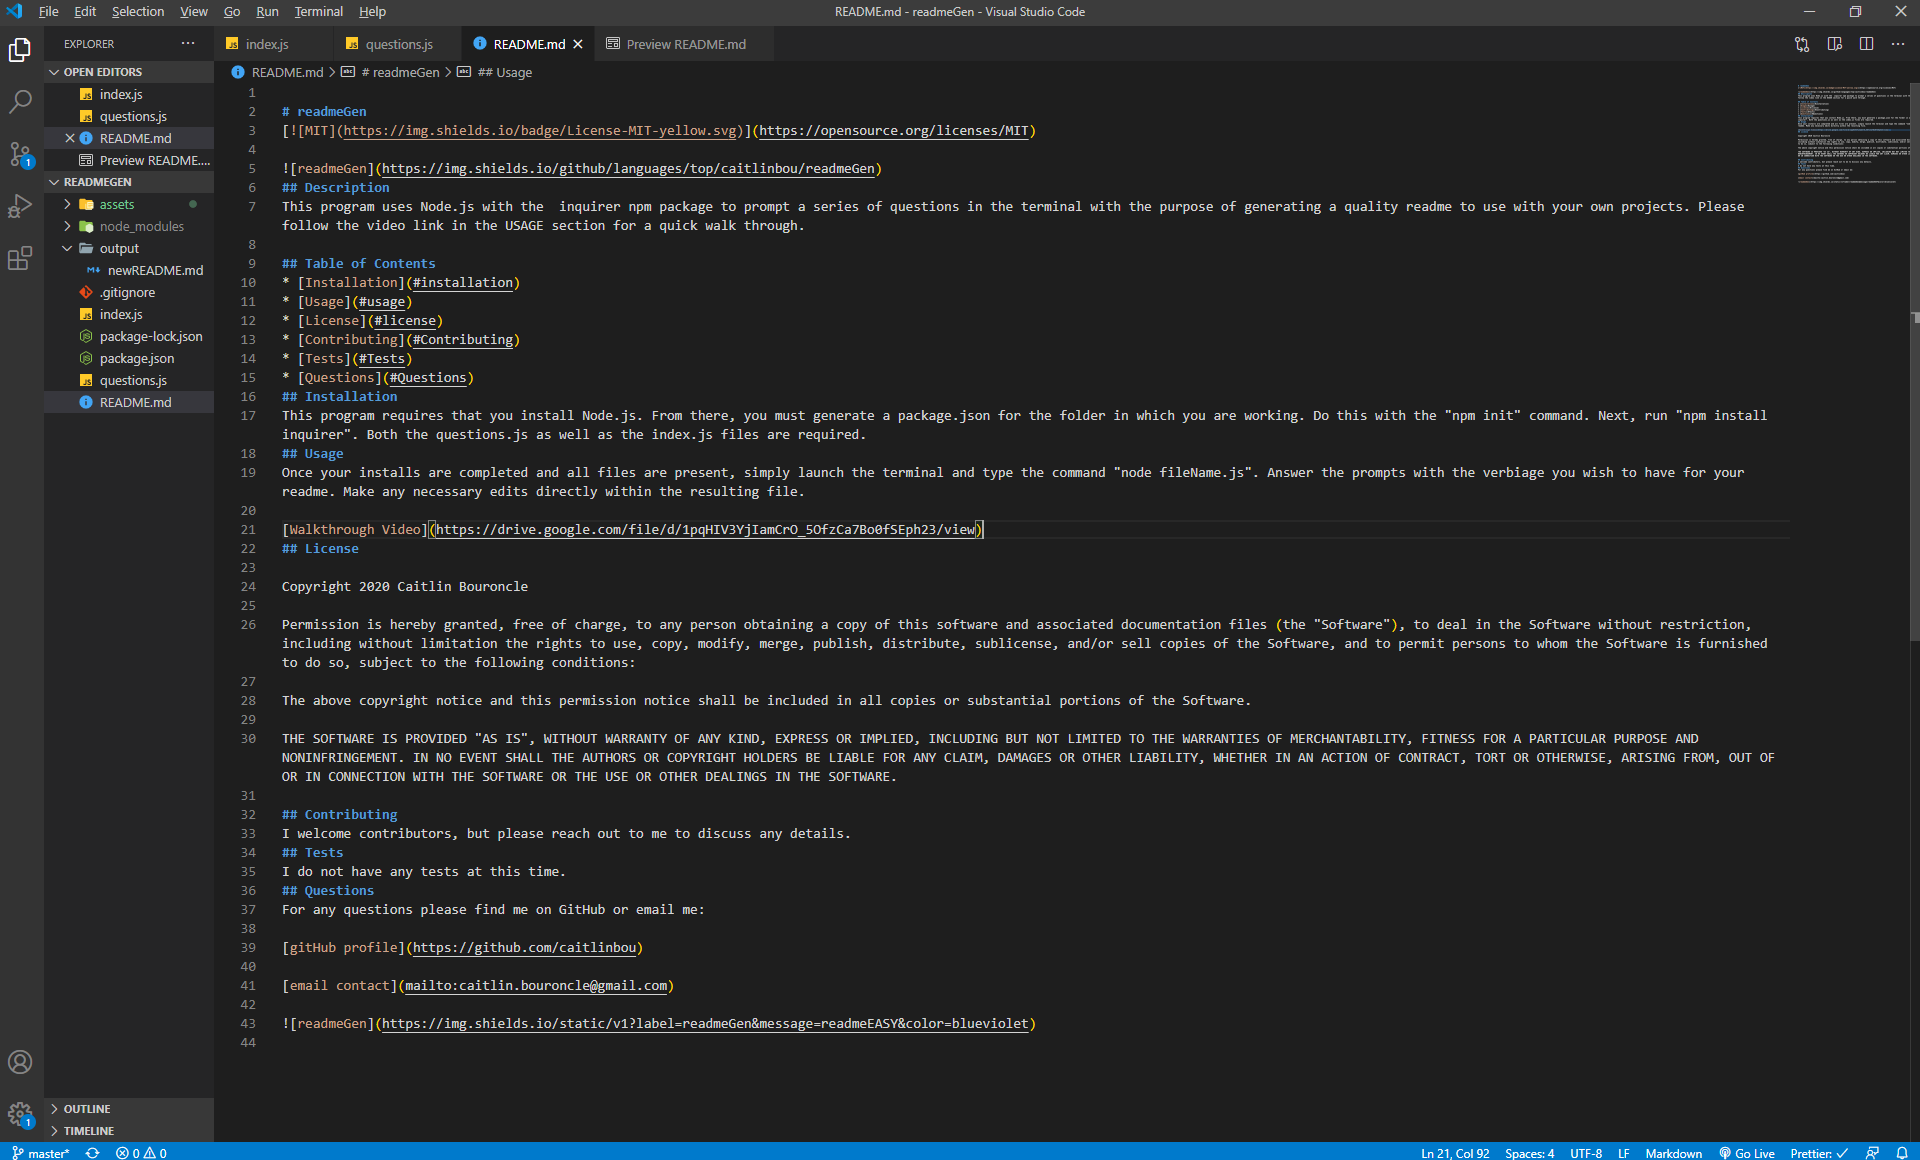 File Edit Selection View Go Run Terminal Help
README.md - readmeGen - Visual Studio Code
EXPLORER
index.js
questions.js
README.md
Preview README.md
OPEN EDITORS
index.js
questions.js
README.md
Preview README....
READMEGEN
assets
node_modules
output
newREADME.md
.gitignore
index.js
package-lock.json
package.json
questions.js
README.md
OUTLINE
TIMELINE
README.md > # readmeGen > ## Usage
1
2 # readmeGen
3 [![MIT](https://img.shields.io/badge/License-MIT-yellow.svg)](https://opensource.org/licenses/MIT)
4
5 ![readmeGen](https://img.shields.io/github/languages/top/caitlinbou/readmeGen)
6 ## Description
7 This program uses Node.js with the  inquirer npm package to prompt a series of questions in the terminal with the purpose of generating a quality readme to use with your own projects. Please
follow the video link in the USAGE section for a quick walk through.
8
9 ## Table of Contents
10 * [Installation](#installation)
11 * [Usage](#usage)
12 * [License](#license)
13 * [Contributing](#Contributing)
14 * [Tests](#Tests)
15 * [Questions](#Questions)
16 ## Installation
17 This program requires that you install Node.js. From there, you must generate a package.json for the folder in which you are working. Do this with the "npm init" command. Next, run "npm install
inquirer". Both the questions.js as well as the index.js files are required.
18 ## Usage
19 Once your installs are completed and all files are present, simply launch the terminal and type the command "node fileName.js". Answer the prompts with the verbiage you wish to have for your
readme. Make any necessary edits directly within the resulting file.
20
21 [Walkthrough Video](https://drive.google.com/file/d/1pqHIV3YjIamCrO_5OfzCa7Bo0fSEph23/view)
22 ## License
23
24 Copyright 2020 Caitlin Bouroncle
25
26 Permission is hereby granted, free of charge, to any person obtaining a copy of this software and associated documentation files (the "Software"), to deal in the Software without restriction,
including without limitation the rights to use, copy, modify, merge, publish, distribute, sublicense, and/or sell copies of the Software, and to permit persons to whom the Software is furnished
to do so, subject to the following conditions:
27
28 The above copyright notice and this permission notice shall be included in all copies or substantial portions of the Software.
29
30 THE SOFTWARE IS PROVIDED "AS IS", WITHOUT WARRANTY OF ANY KIND, EXPRESS OR IMPLIED, INCLUDING BUT NOT LIMITED TO THE WARRANTIES OF MERCHANTABILITY, FITNESS FOR A PARTICULAR PURPOSE AND
NONINFRINGEMENT. IN NO EVENT SHALL THE AUTHORS OR COPYRIGHT HOLDERS BE LIABLE FOR ANY CLAIM, DAMAGES OR OTHER LIABILITY, WHETHER IN AN ACTION OF CONTRACT, TORT OR OTHERWISE, ARISING FROM, OUT OF
OR IN CONNECTION WITH THE SOFTWARE OR THE USE OR OTHER DEALINGS IN THE SOFTWARE.
31
32 ## Contributing
33 I welcome contributors, but please reach out to me to discuss any details.
34 ## Tests
35 I do not have any tests at this time.
36 ## Questions
37 For any questions please find me on GitHub or email me:
38
39 [gitHub profile](https://github.com/caitlinbou)
40
41 [email contact](mailto:caitlin.bouroncle@gmail.com)
42
43 ![readmeGen](https://img.shields.io/static/v1?label=readmeGen&message=readmeEASY&color=blueviolet)
44
master* 0 0
Ln 21, Col 92 Spaces: 4 UTF-8 LF Markdown Go Live Prettier: ✓